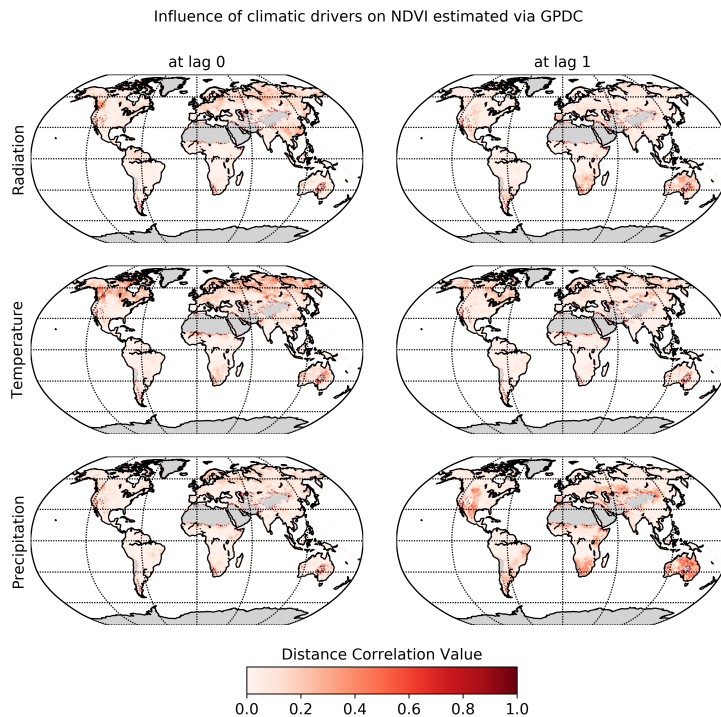 Influence of climatic drivers on NDVI estimated via GPDC
at lag 0
at lag 1
Radiation
Temperature
Precipitation
Distance Correlation Value
0.0 0.2 0.4 0.6 0.8 1.0